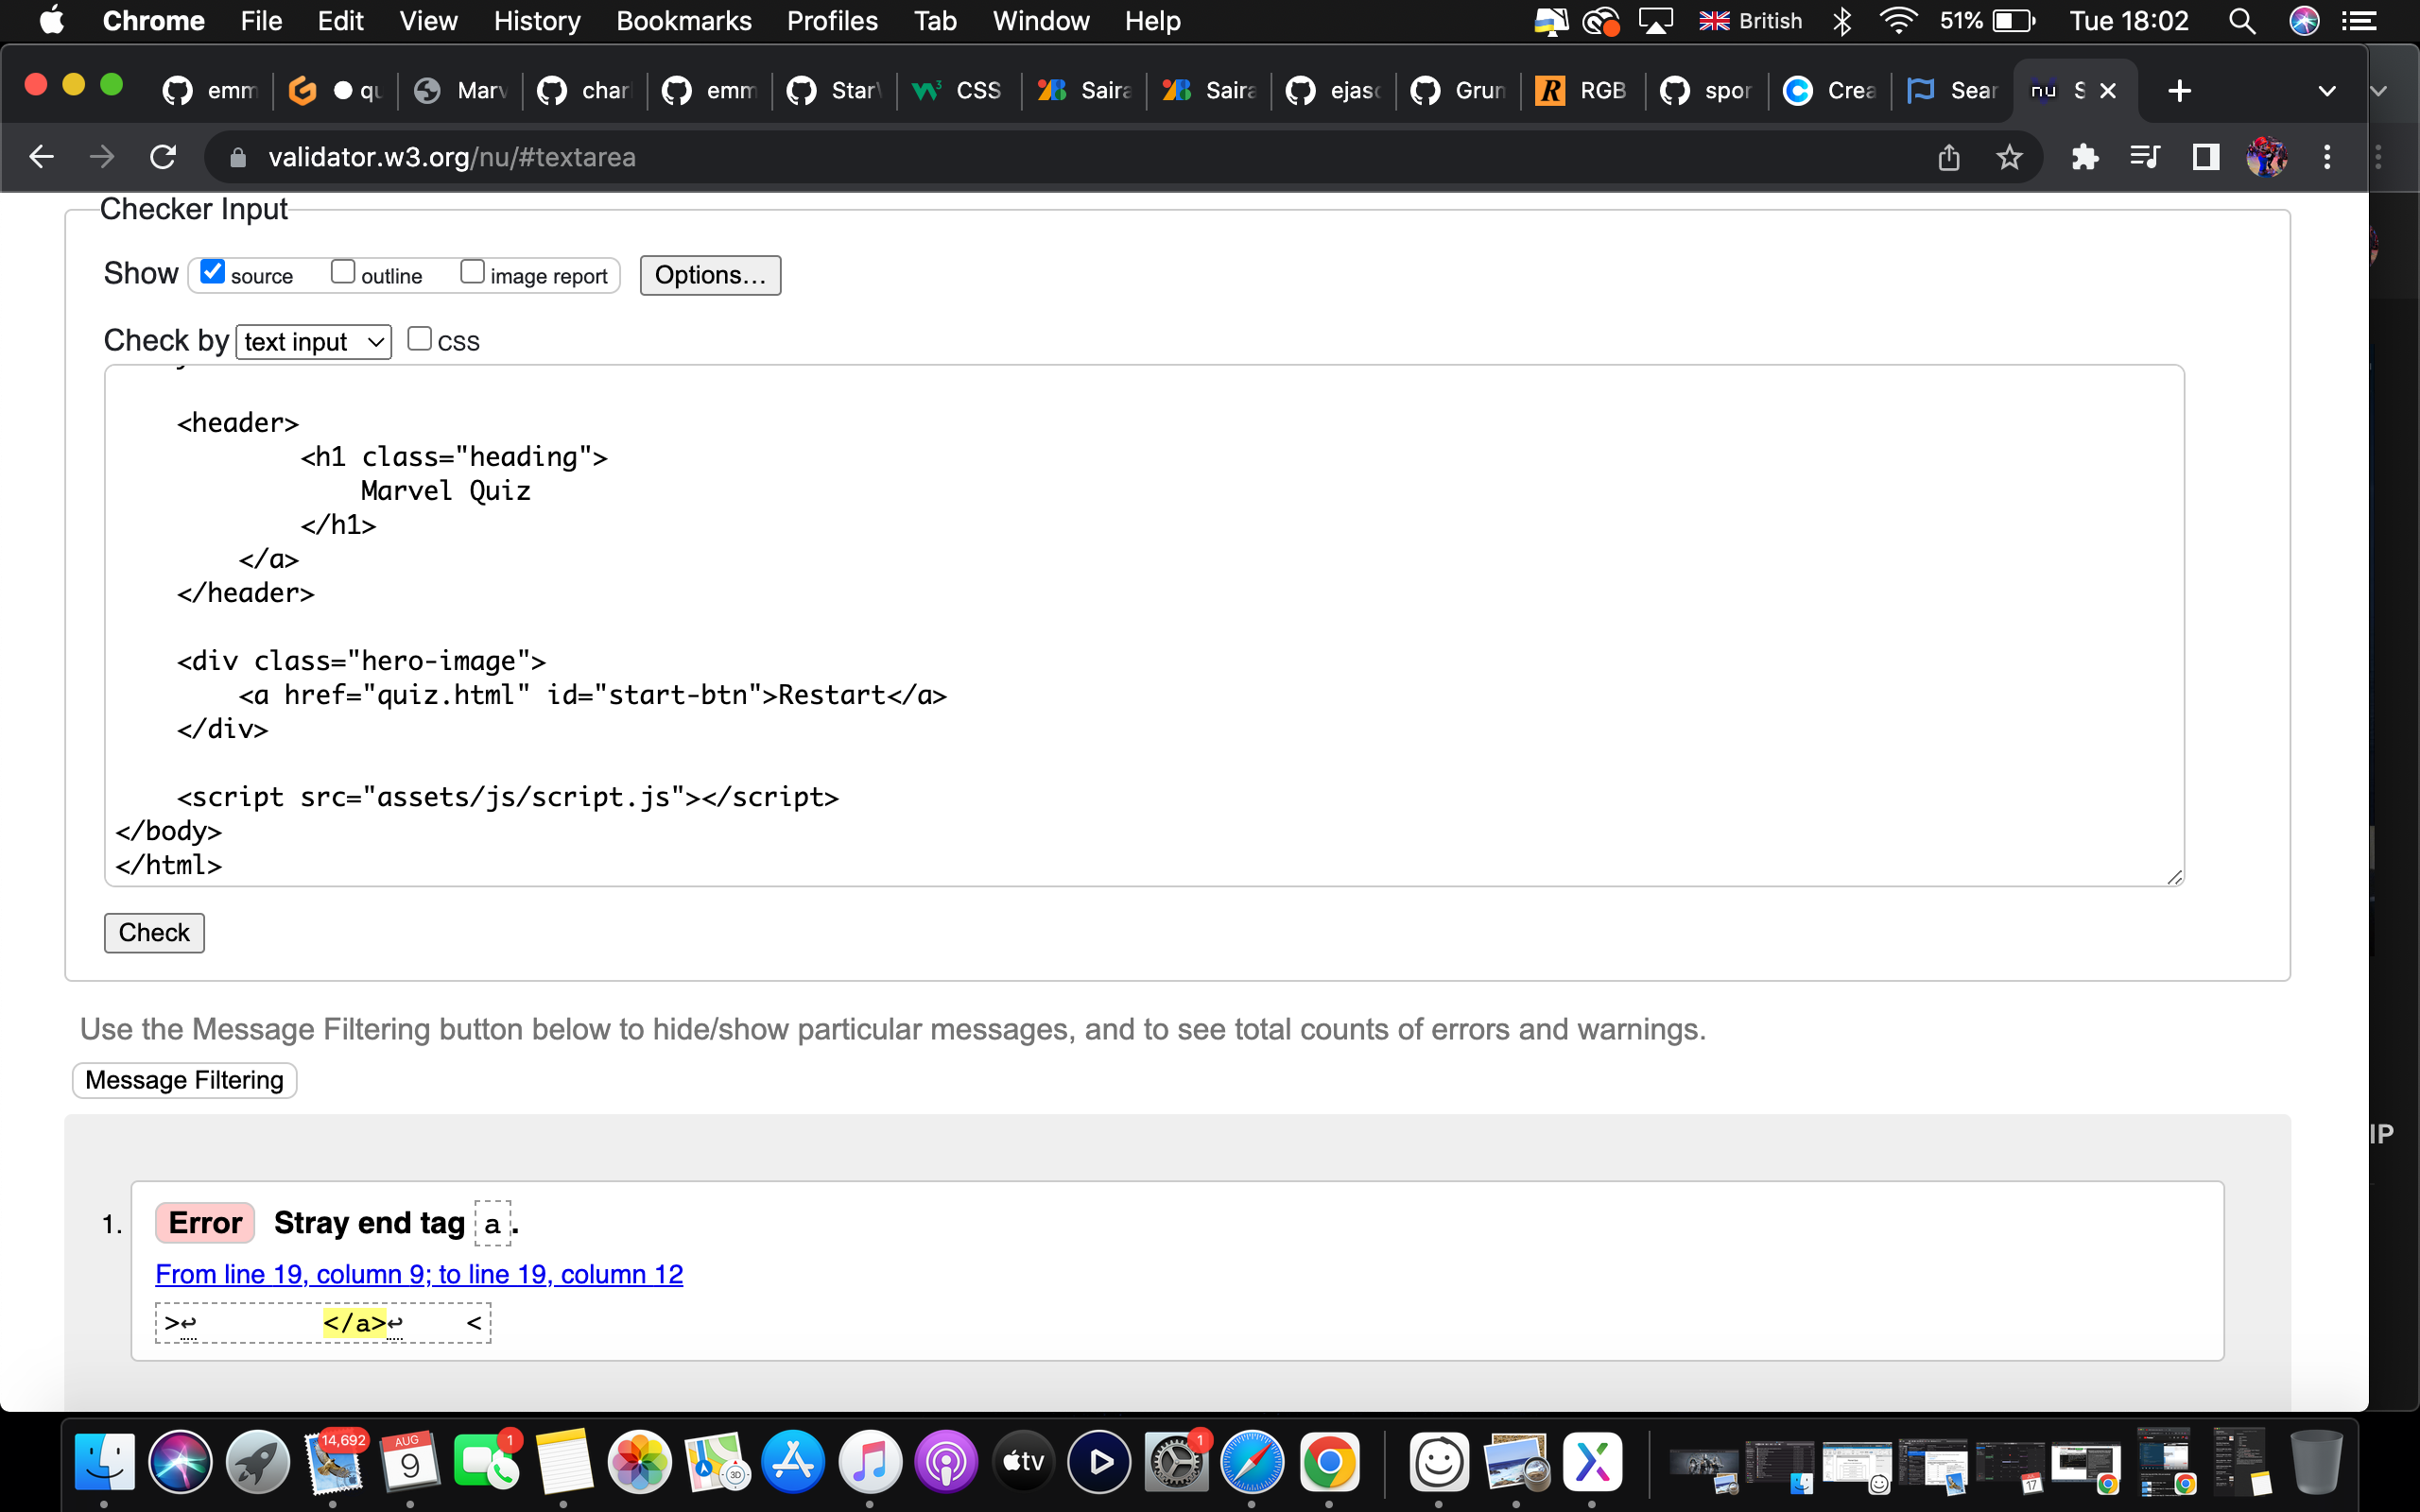 Chrome File Edit View History Bookmarks Profiles Tab Window Help British 51% Tue 18:02
emm qu Marv char emm Star W3 CSS Saira Saira ejasc Grun R RGB spor C Crea Sear nu S
validator.w3.org/nu/#textarea
Checker Input
Show source outline image report Options...
Check by text input CSS
<header>
<h1 class="heading">
Marvel Quiz
</h1>
</a>
</header>
<div class="hero-image">
<a href="quiz.html" id="start-btn">Restart</a>
</div>
<script src="assets/js/script.js"></script>
</body>
</html>
Check
Use the Message Filtering button below to hide/show particular messages, and to see total counts of errors and warnings.
Message Filtering
IP
1. Error Stray end tag a.
From line 19, column 9; to line 19, column 12
>↩ </a>↩ <
14,692 AUG 9 1 3D tv 1 17